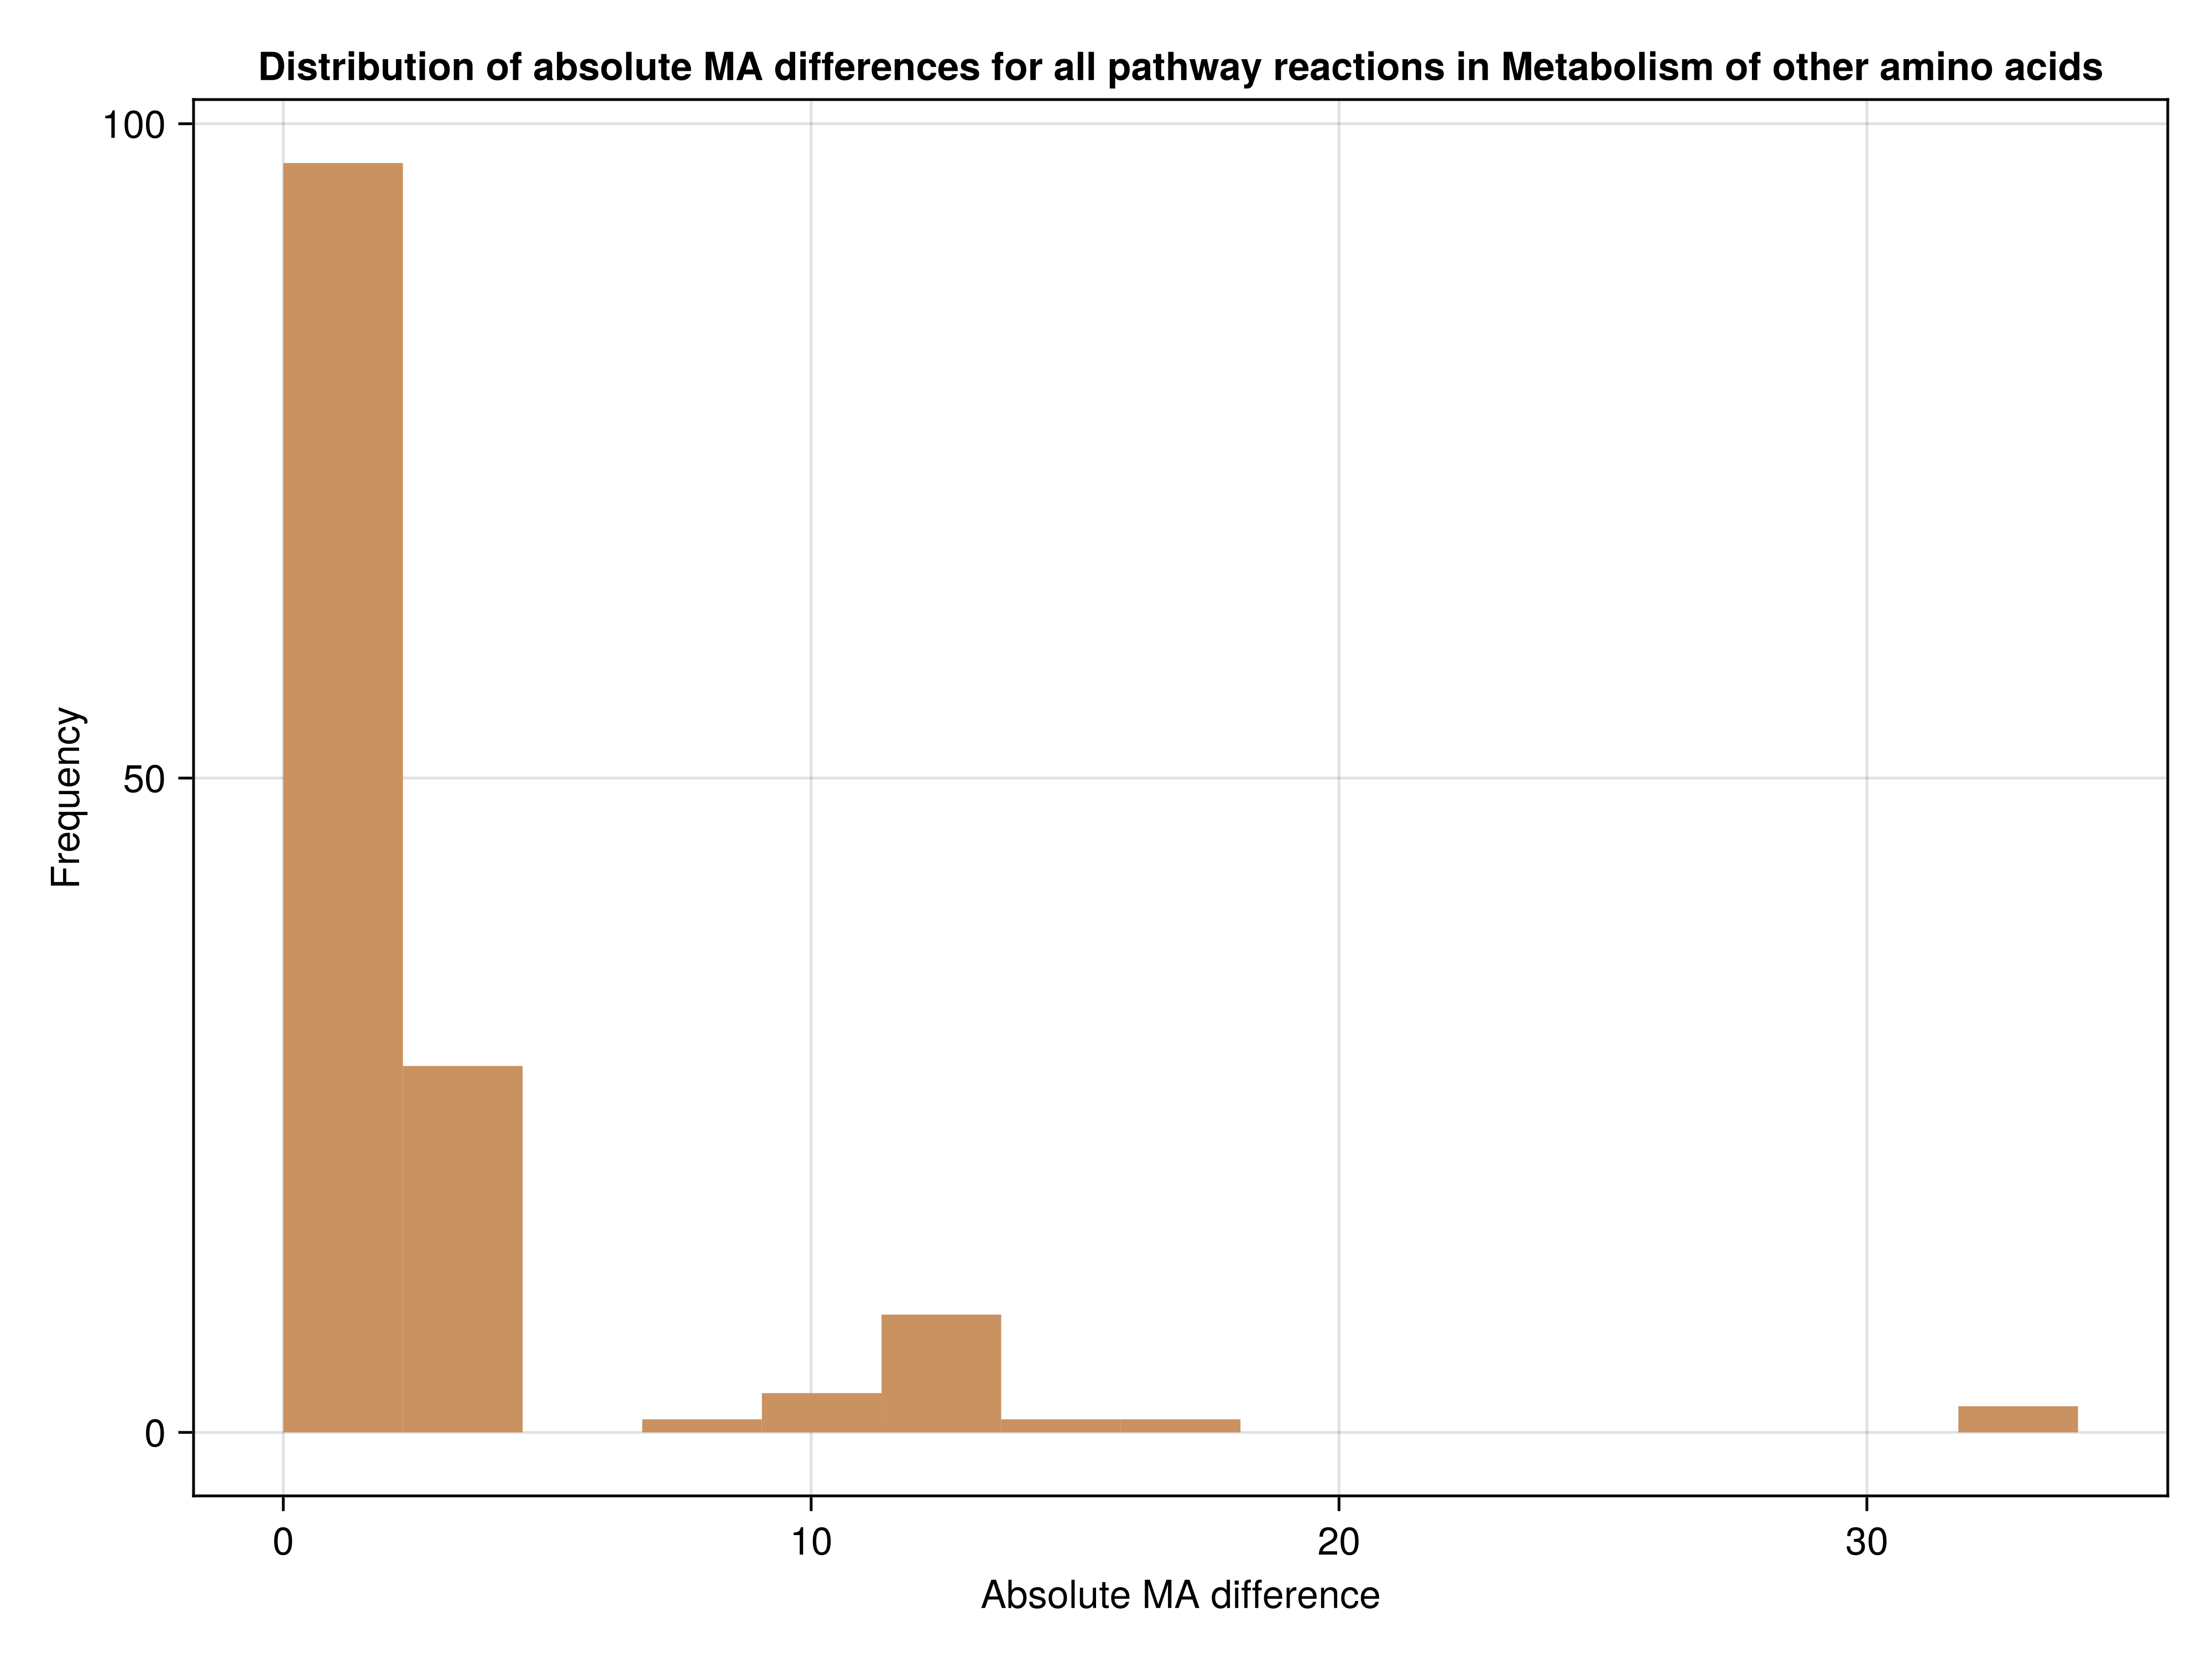 Distribution of absolute MA differences for all pathway reactions in Metabolism of other amino acids
100
50
0
Frequency
0 10 20 30
Absolute MA difference